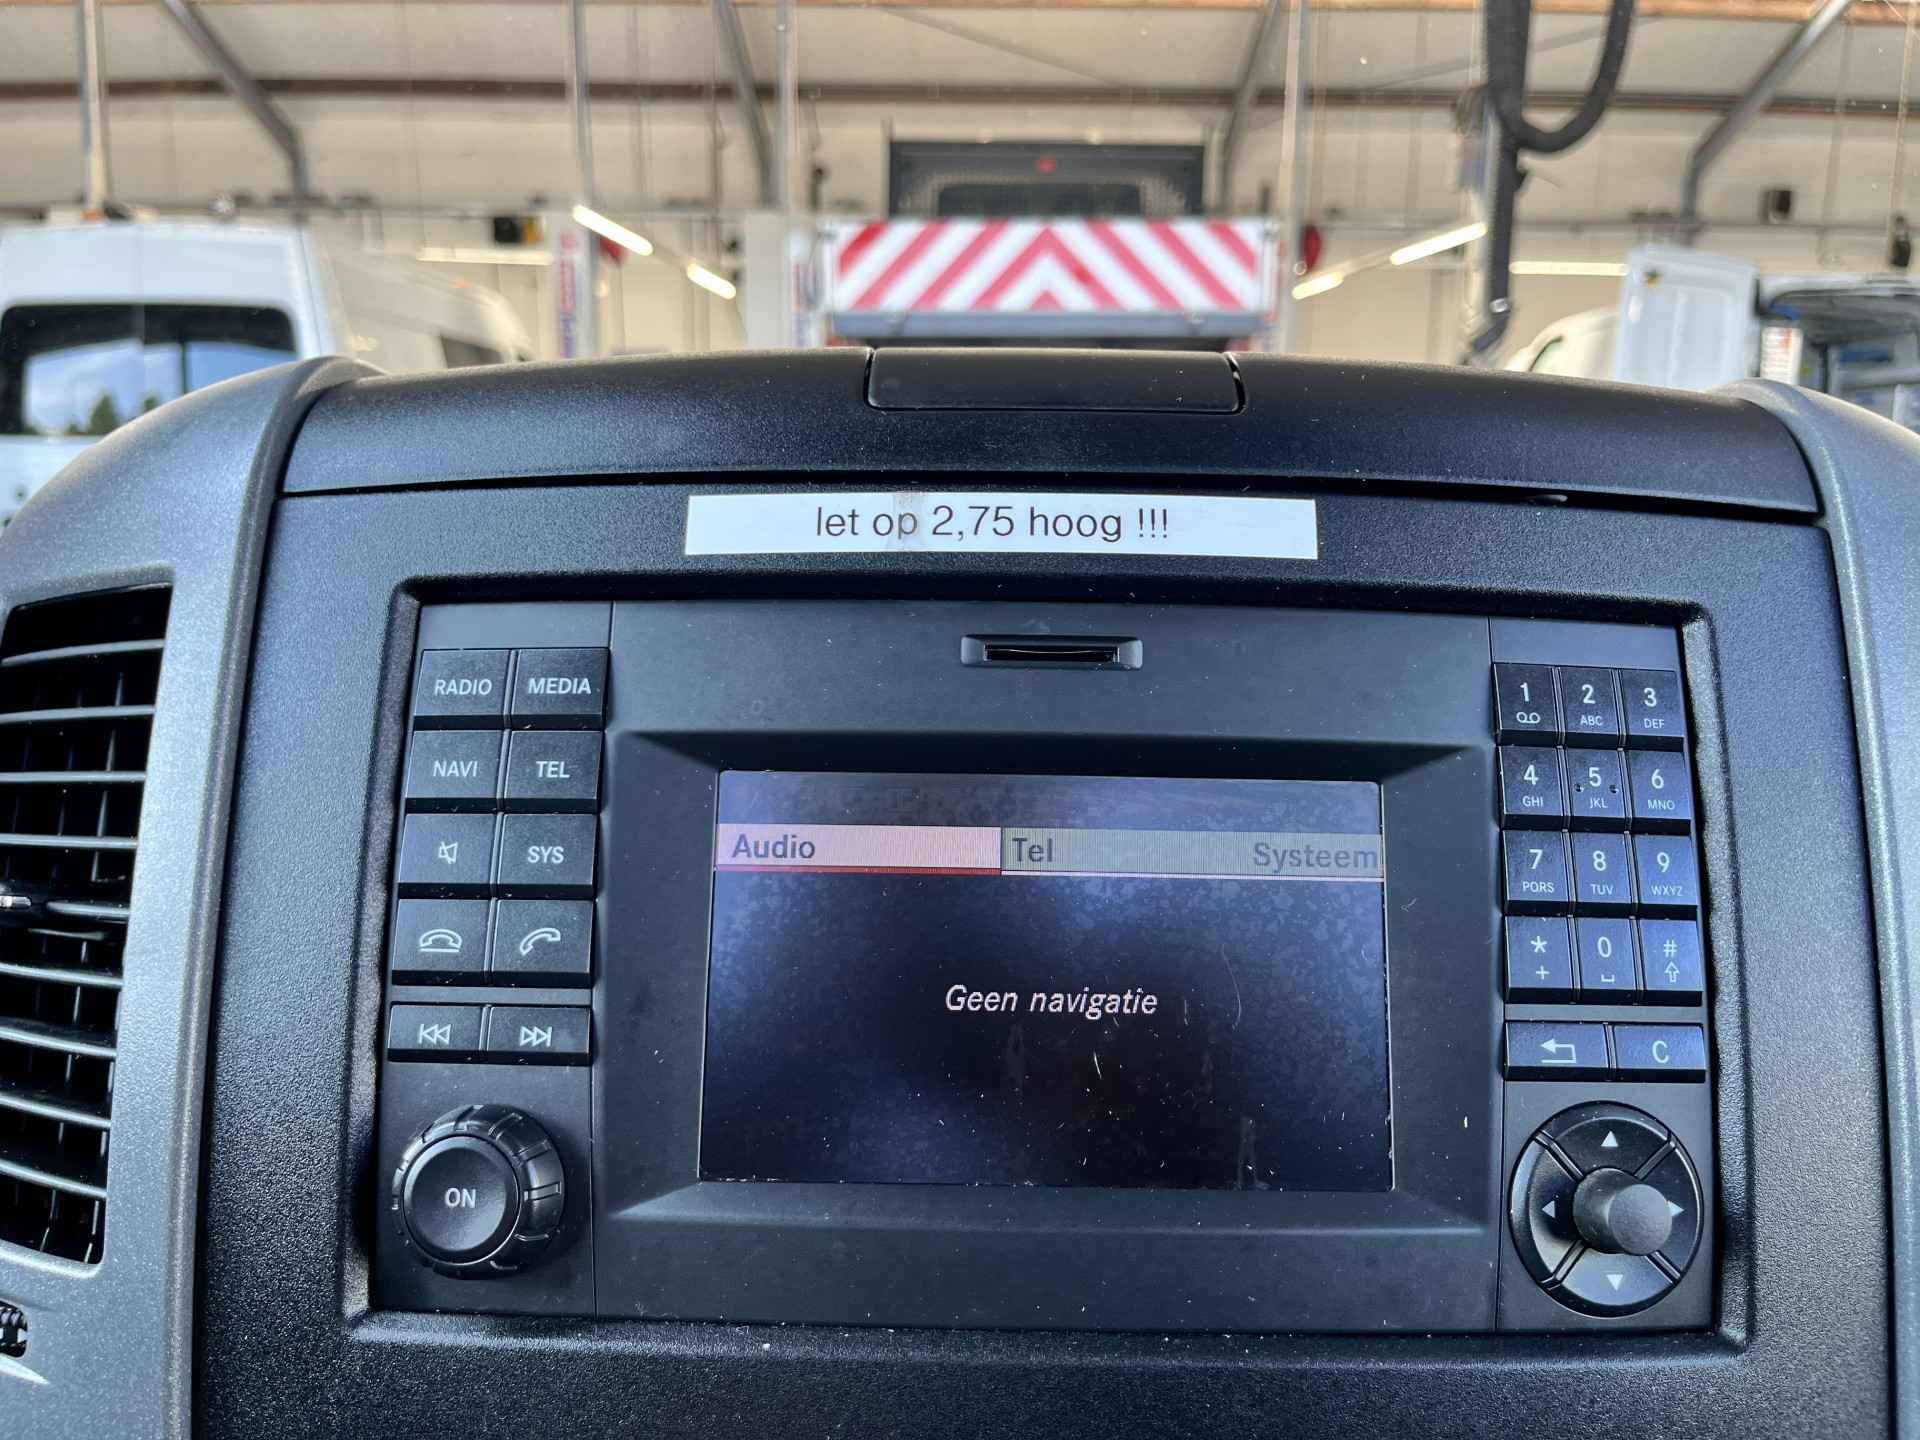 let op 2,75 hoog !!!
RADIO MEDIA
NAVI TEL
SYS
ON
Audio Tel Systeem
Geen navigatie
1 2 3
ABC DEF
4 5 6
GHI JKL MNO
7 8 9
PQRS TUV WXYZ
* 0 #
+
C